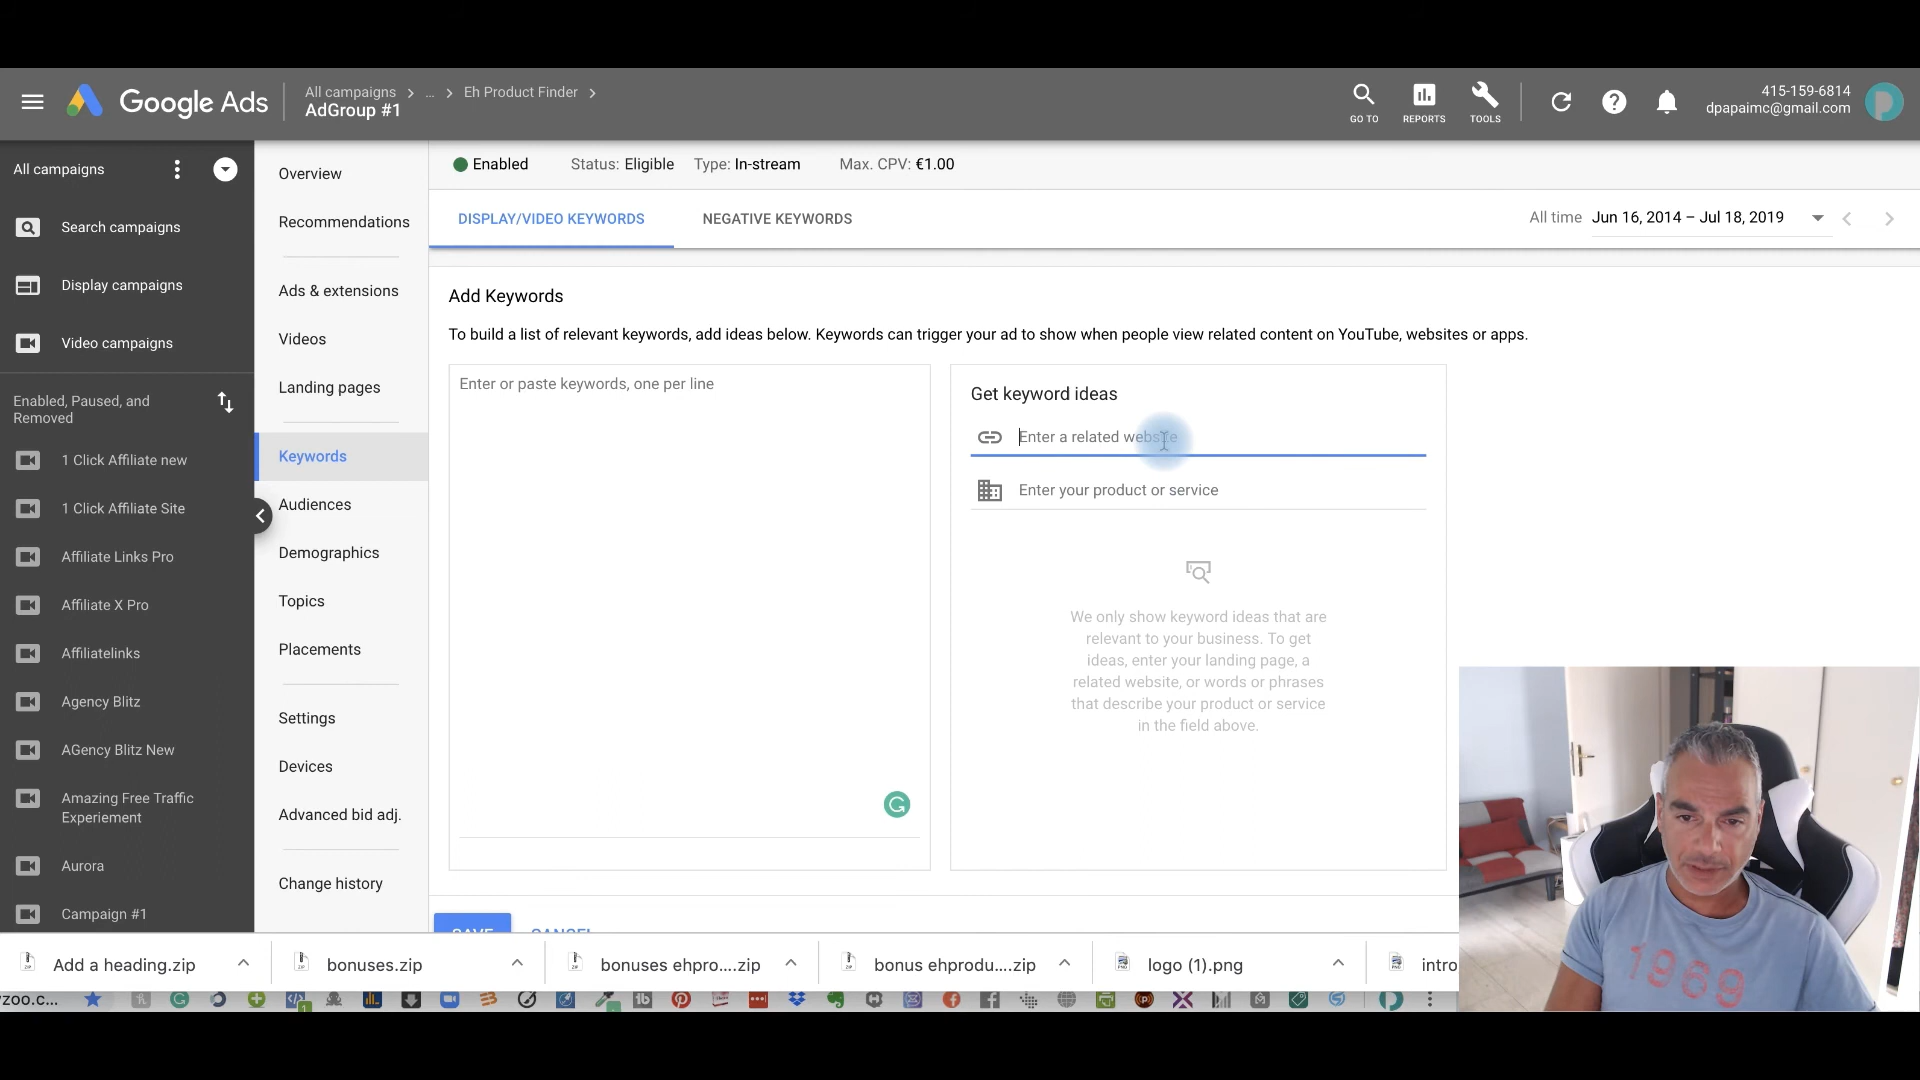 Google Ads
All campaigns > ... > Eh Product Finder >
AdGroup #1
GO TO
REPORTS
TOOLS
415-159-6814
dpapaimc@gmail.com
All campaigns
Search campaigns
Display campaigns
Video campaigns
Enabled, Paused, and
Removed
1 Click Affiliate new
1 Click Affiliate Site
Affiliate Links Pro
Affiliate X Pro
Affiliatelinks
Agency Blitz
AGency Blitz New
Amazing Free Traffic
Experiement
Aurora
Campaign #1
Overview
Recommendations
Ads & extensions
Videos
Landing pages
Keywords
Audiences
Demographics
Topics
Placements
Settings
Devices
Advanced bid adj.
Change history
Enabled Status: Eligible Type: In-stream Max. CPV: €1.00
DISPLAY/VIDEO KEYWORDS
NEGATIVE KEYWORDS
All time Jun 16, 2014 – Jul 18, 2019
Add Keywords
To build a list of relevant keywords, add ideas below. Keywords can trigger your ad to show when people view related content on YouTube, websites or apps.
Enter or paste keywords, one per line
Get keyword ideas
Enter a related website
Enter your product or service
We only show keyword ideas that are
relevant to your business. To get
ideas, enter your landing page, a
related website, or words or phrases
that describe your product or service
in the field above.
SAVE
CANCEL
Add a heading.zip
bonuses.zip
bonuses ehpro....zip
bonus ehprodu....zip
logo (1).png
intro
zoo.c...
1969